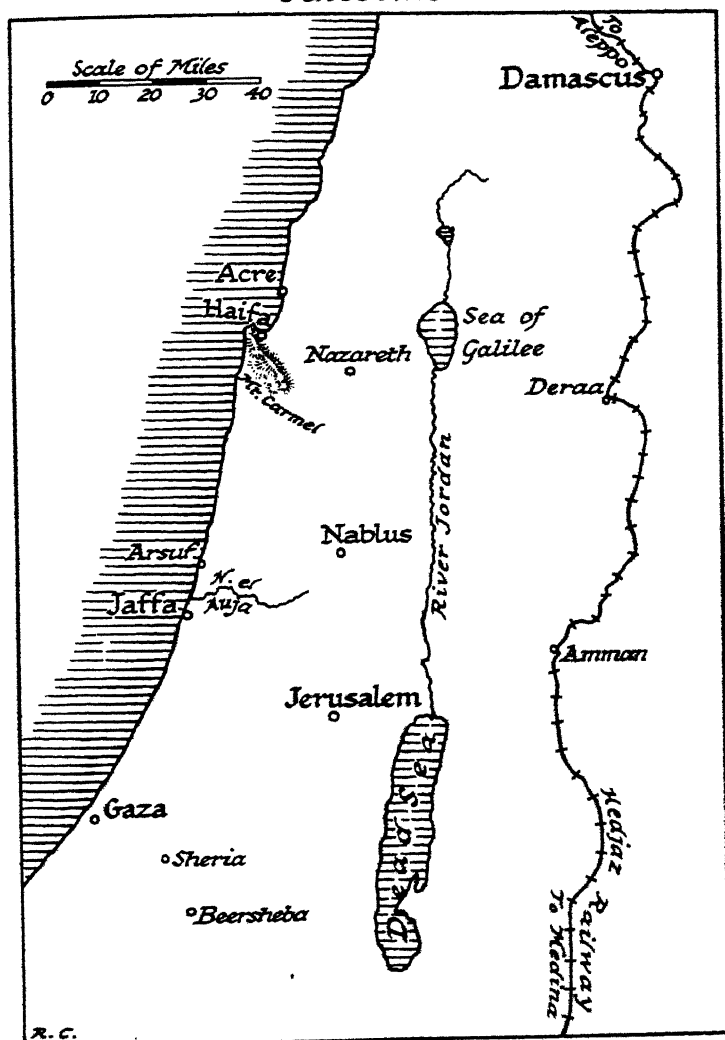 To
Aleppo
Scale of Miles
0 10 20 30 40
Damascus
Acre
Haifa
Sea of
Galilee
Nazareth
Mt. Carmel
Deraa
River Jordan
Nablus
Arsuf
N. er
Auja
Jaffa
Amman
Jerusalem
Dead Sea
Gaza
Hedjaz
Railway
Sheria
To Medina
Beersheba
R. C.